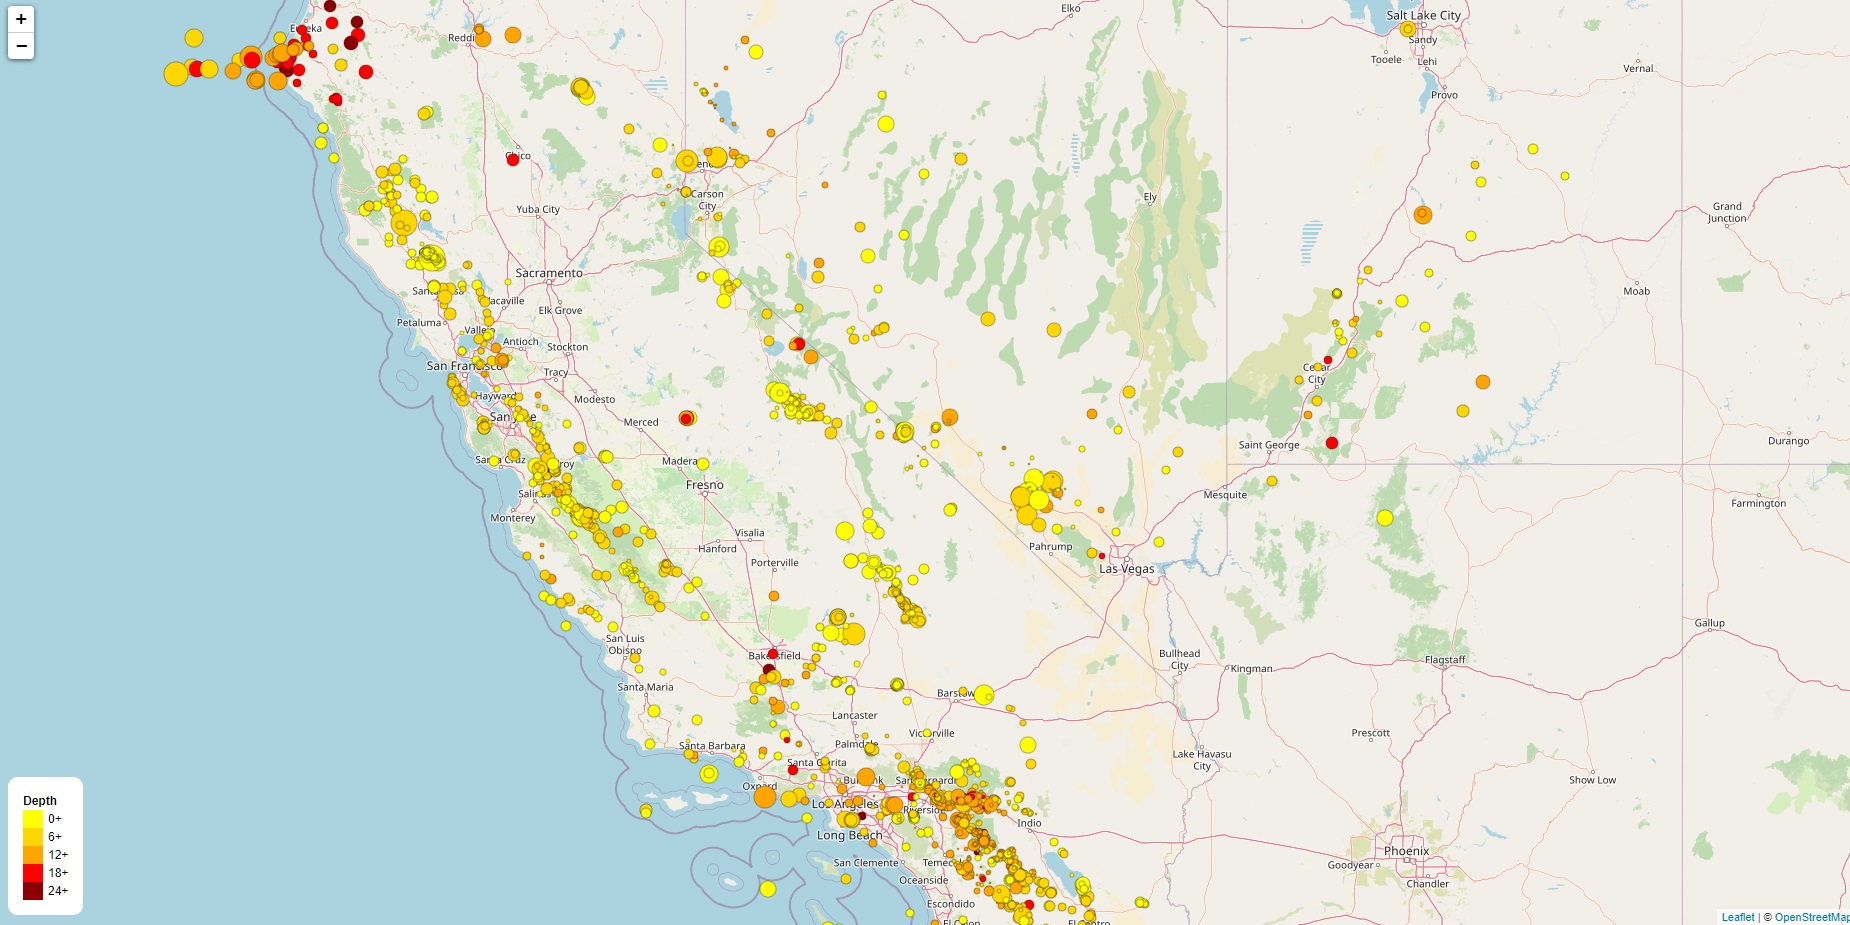 +
−
Eureka
Redding
Elko
Salt Lake City
Sandy
Tooele
Lehi
Vernal
Provo
Chico
Carson
City
Ely
Yuba City
Grand
Junction
Sacramento
Santa Rosa
Vacaville
Elk Grove
Moab
Petaluma
Vallejo
Antioch
Stockton
San Francisco
Tracy
Cedar
City
Hayward
Modesto
San Jose
Merced
Durango
Saint George
Santa Cruz
Gilroy
Madera
Fresno
Salinas
Mesquite
Farmington
Monterey
Visalia
Hanford
Pahrump
Porterville
Las Vegas
Gallup
San Luis
Obispo
Bakersfield
Bullhead
City
Flagstaff
Kingman
Santa Maria
Barstow
Lancaster
Prescott
Victorville
Santa Barbara
Palmdale
Lake Havasu
City
Santa Clarita
Show Low
Burbank
San Bernardino
Oxnard
Los Angeles
Riverside
Indio
Long Beach
Phoenix
San Clemente
Temecula
Goodyear
Oceanside
Chandler
Escondido
El Cajon
El Centro
Depth
0+
6+
12+
18+
24+
Leaflet | © OpenStreetMap